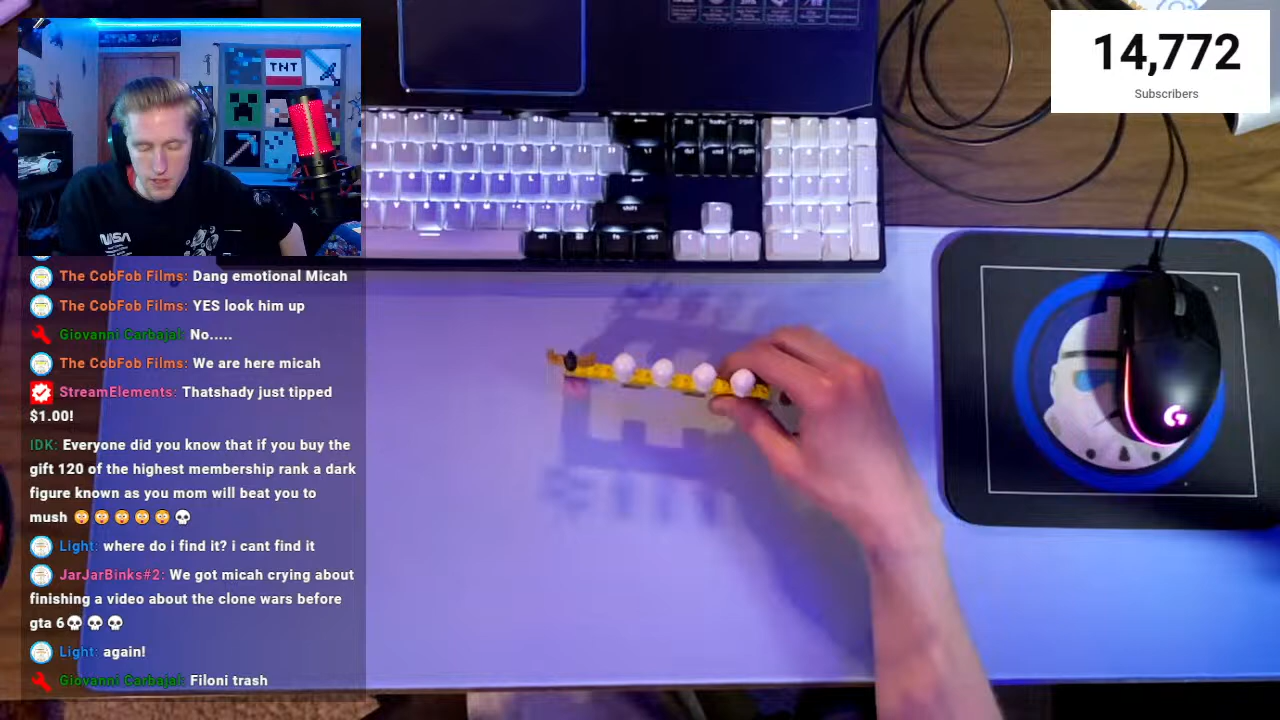 14,772
Subscribers
TNT
NASA
The CobFob Films: Dang emotional Micah
The CobFob Films: YES look him up
Giovanni Carbajal: No.....
The CobFob Films: We are here micah
StreamElements: Thatshady just tipped
$1.00!
IDK: Everyone did you know that if you buy the
gift 120 of the highest membership rank a dark
figure known as you mom will beat you to
mush 😳😳😳😳😳💀
Light: where do i find it? i cant find it
JarJarBinks#2: We got micah crying about
finishing a video about the clone wars before
gta 6💀💀💀
Light: again!
Giovanni Carbajal: Filoni trash